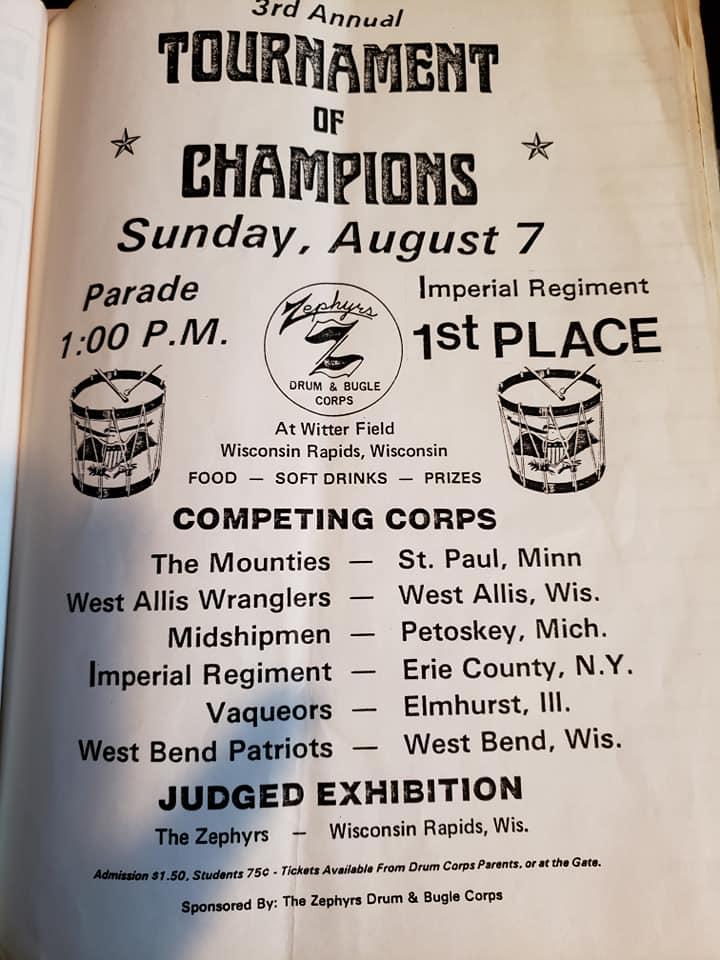 3rd Annual
TOURNAMENT
OF
CHAMPIONS
Sunday, August 7
Parade
1:00 P.M.
Zephyrs
Z
DRUM & BUGLE
CORPS
Imperial Regiment
1st PLACE
At Witter Field
Wisconsin Rapids, Wisconsin
FOOD — SOFT DRINKS — PRIZES
COMPETING CORPS
The Mounties — St. Paul, Minn
West Allis Wranglers — West Allis, Wis.
Midshipmen — Petoskey, Mich.
Imperial Regiment — Erie County, N.Y.
Vaqueors — Elmhurst, Ill.
West Bend Patriots — West Bend, Wis.
JUDGED EXHIBITION
The Zephyrs — Wisconsin Rapids, Wis.
Admission $1.50, Students 75¢ - Tickets Available From Drum Corps Parents, or at the Gate.
Sponsored By: The Zephyrs Drum & Bugle Corps